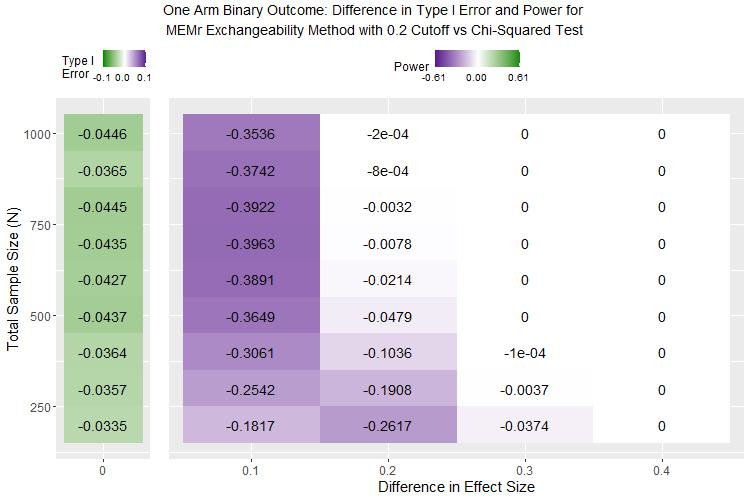 One Arm Binary Outcome: Difference in Type I Error and Power for
MEMr Exchangeability Method with 0.2 Cutoff vs Chi-Squared Test
Type I
Error
-0.1 0.0 0.1
Power
-0.61 0.00 0.61
Total Sample Size (N)
1000 -0.0446 -0.3536 -2e-04 0 0
-0.0365 -0.3742 -8e-04 0 0
-0.0445 -0.3922 -0.0032 0 0
750
-0.0435 -0.3963 -0.0078 0 0
-0.0427 -0.3891 -0.0214 0 0
500 -0.0437 -0.3649 -0.0479 0 0
-0.0364 -0.3061 -0.1036 -1e-04 0
-0.0357 -0.2542 -0.1908 -0.0037 0
250
-0.0335 -0.1817 -0.2617 -0.0374 0
0 0.1 0.2 0.3 0.4
Difference in Effect Size